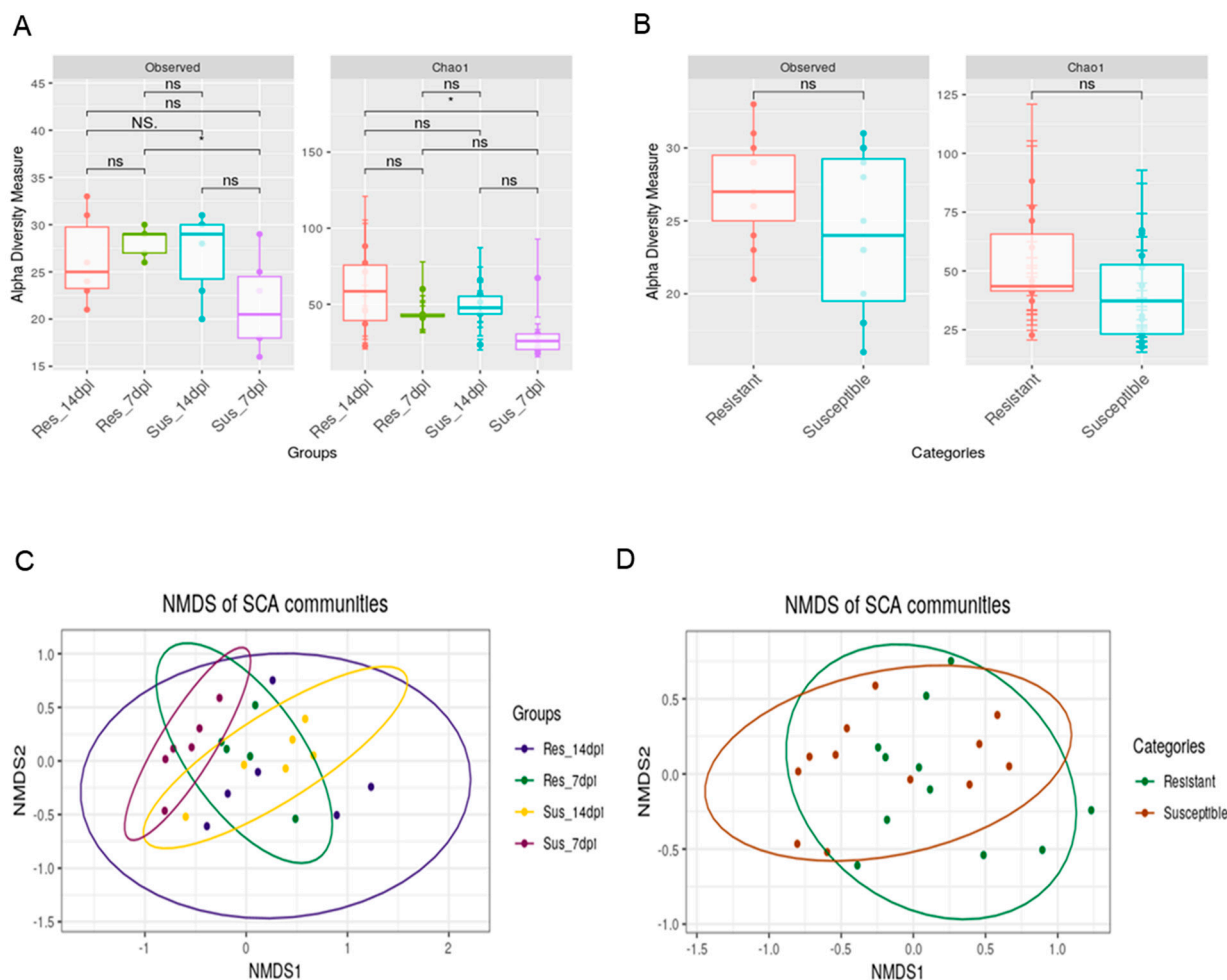 A
B
Observed
Chao1
Observed
Chao1
Alpha Diversity Measure
45
40
35
30
25
20
15
ns
ns
NS.
*
ns
ns
150
100
50
ns
*
ns
ns
ns
ns
Res_14dpI
Res_7dpI
Sus_14dpI
Sus_7dpI
Res_14dpI
Res_7dpI
Sus_14dpI
Sus_7dpI
Groups
Alpha Diversity Measure
30
25
20
ns
125
100
75
50
25
ns
Resistant
Susceptible
Resistant
Susceptible
Categories
C
D
NMDS of SCA communities
NMDS2
1.0
0.5
0.0
-0.5
-1.0
-1.5
-1
0
1
2
NMDS1
Groups
Res_14dpI
Res_7dpI
Sus_14dpI
Sus_7dpI
NMDS of SCA communities
NMDS2
0.5
0.0
-0.5
-1.0
-1.5
-1.0
-0.5
0.0
0.5
1.0
NMDS1
Categories
Resistant
Susceptible